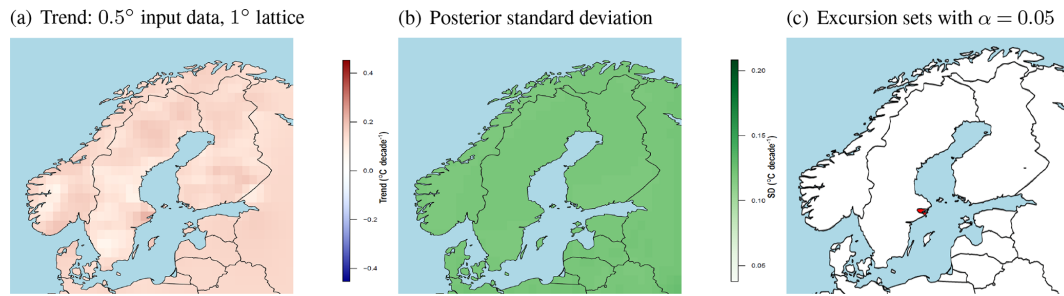 (a) Trend: 0.5° input data, 1° lattice
(b) Posterior standard deviation
(c) Excursion sets with α = 0.05
0.4
0.2
0.0
−0.2
−0.4
Trend (°C decade⁻¹)
0.20
0.15
0.10
0.05
SD (°C decade⁻¹)